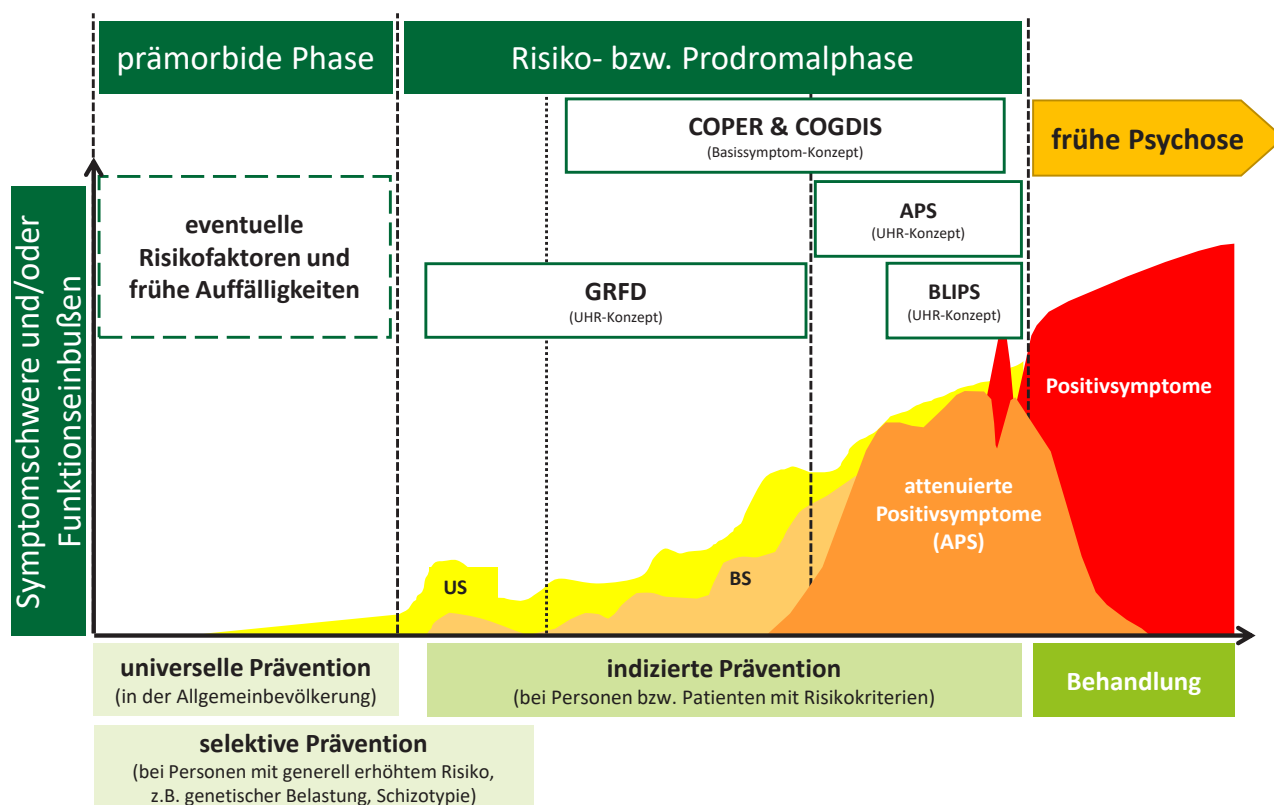 prämorbide Phase
Risiko- bzw. Prodromalphase
COPER & COGDIS
(Basissymptom-Konzept)
frühe Psychose
Symptomschwere und/oder
Funktionseinbußen
eventuelle
Risikofaktoren und
frühe Auffälligkeiten
APS
(UHR-Konzept)
GRFD
(UHR-Konzept)
BLIPS
(UHR-Konzept)
Positivsymptome
attenuierte
Positivsymptome
(APS)
US
BS
universelle Prävention
(in der Allgemeinbevölkerung)
indizierte Prävention
(bei Personen bzw. Patienten mit Risikokriterien)
Behandlung
selektive Prävention
(bei Personen mit generell erhöhtem Risiko,
z.B. genetischer Belastung, Schizotypie)